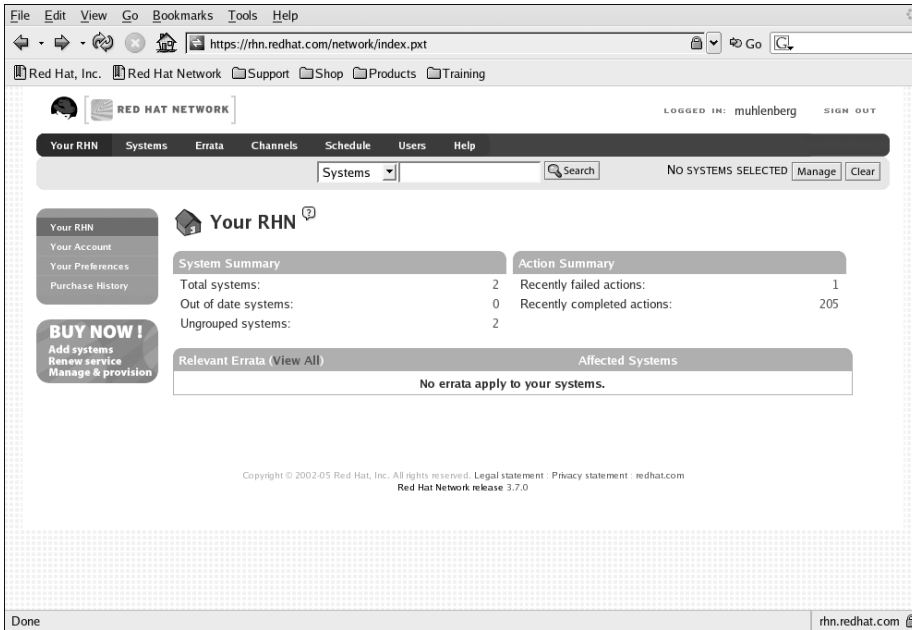 File Edit View Go Bookmarks Tools Help
https://rhn.redhat.com/network/index.pxt Go G
Red Hat, Inc. Red Hat Network Support Shop Products Training
RED HAT NETWORK LOGGED IN: muhlenberg SIGN OUT
Your RHN Systems Errata Channels Schedule Users Help
Systems Search NO SYSTEMS SELECTED Manage Clear
Your RHN
Your Account
Your Preferences
Purchase History
BUY NOW!
Add systems
Renew service
Manage & provision
Your RHN ?
System Summary
Total systems: 2
Out of date systems: 0
Ungrouped systems: 2
Action Summary
Recently failed actions: 1
Recently completed actions: 205
Relevant Errata (View All) Affected Systems
No errata apply to your systems.
Copyright © 2002-05 Red Hat, Inc. All rights reserved. Legal statement : Privacy statement : redhat.com
Red Hat Network release 3.7.0
Done rhn.redhat.com